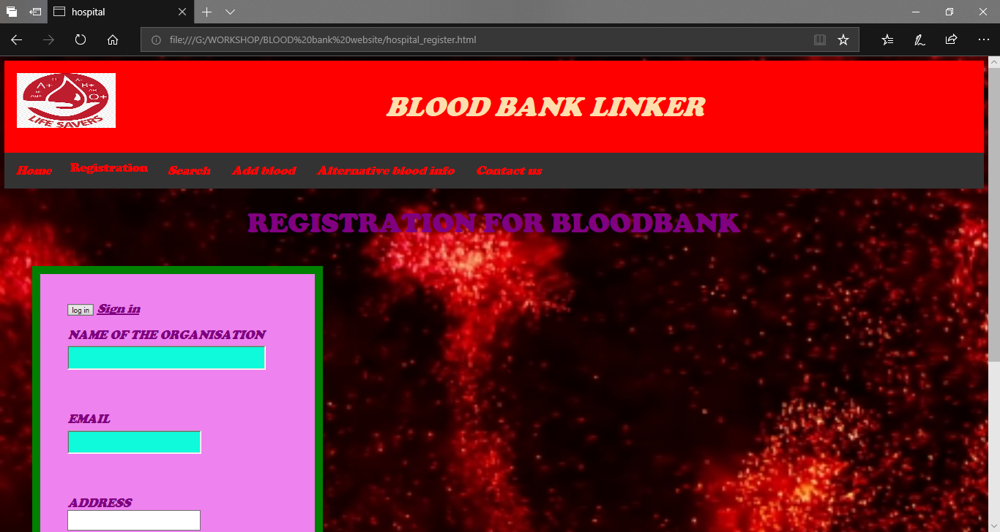 hospital
file:///G:/WORKSHOP/BLOOD%20bank%20website/hospital_register.html
A+ B+
O+
LIFE SAVERS
BLOOD BANK LINKER
Home Registration Search Add blood Alternative blood info Contact us
REGISTRATION FOR BLOODBANK
log in Sign in
NAME OF THE ORGANISATION
EMAIL
ADDRESS